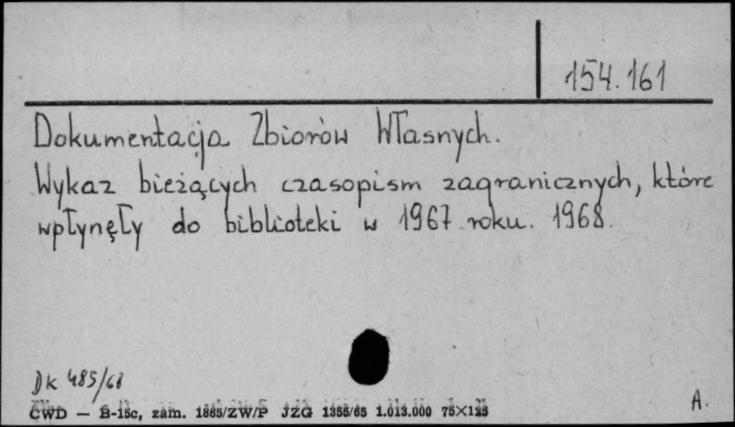 154.161
Dokumentacja Zbiorów Własnych.
Wykaz bieżących czasopism zagranicznych, które
wpłynęły do biblioteki w 1967 roku. 1968.
Dk 485/68
CWD — B-15c, zam. 1865/ZW/P JZG 1355/65 1.013.000 75×125
A.